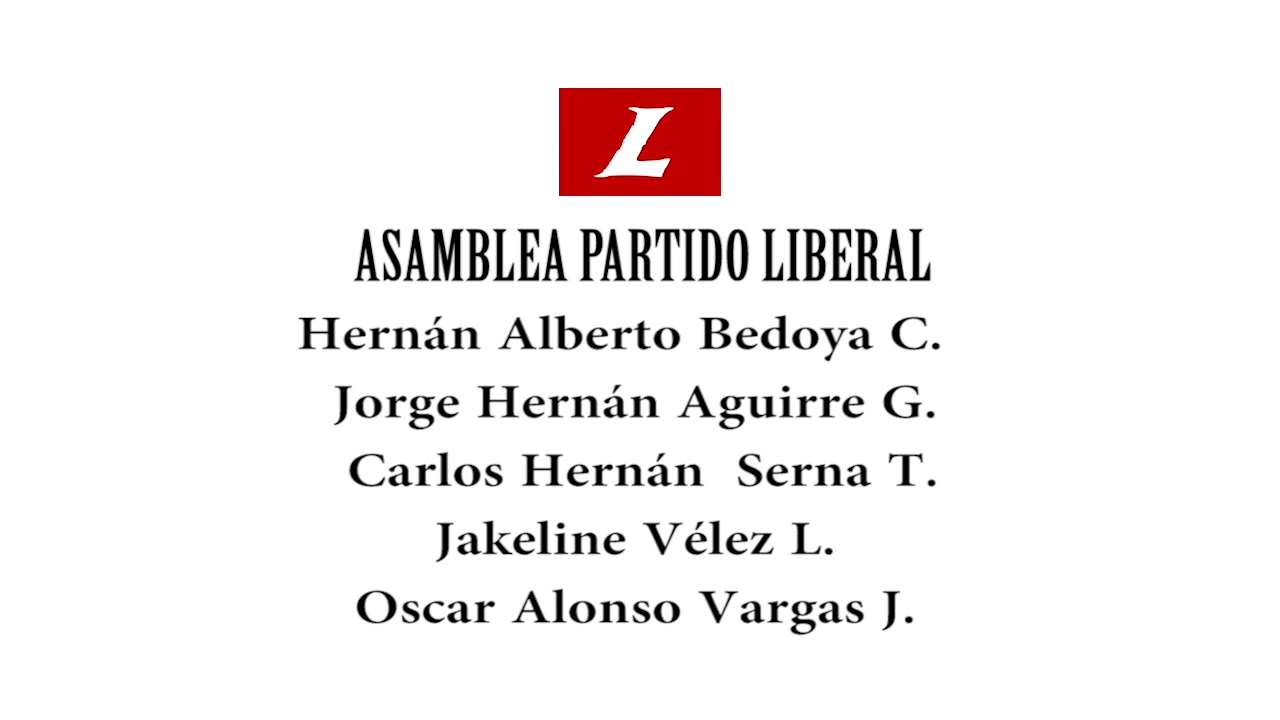 L
ASAMBLEA PARTIDO LIBERAL
Hernán Alberto Bedoya C.
Jorge Hernán Aguirre G.
Carlos Hernán Serna T.
Jakeline Vélez L.
Oscar Alonso Vargas J.